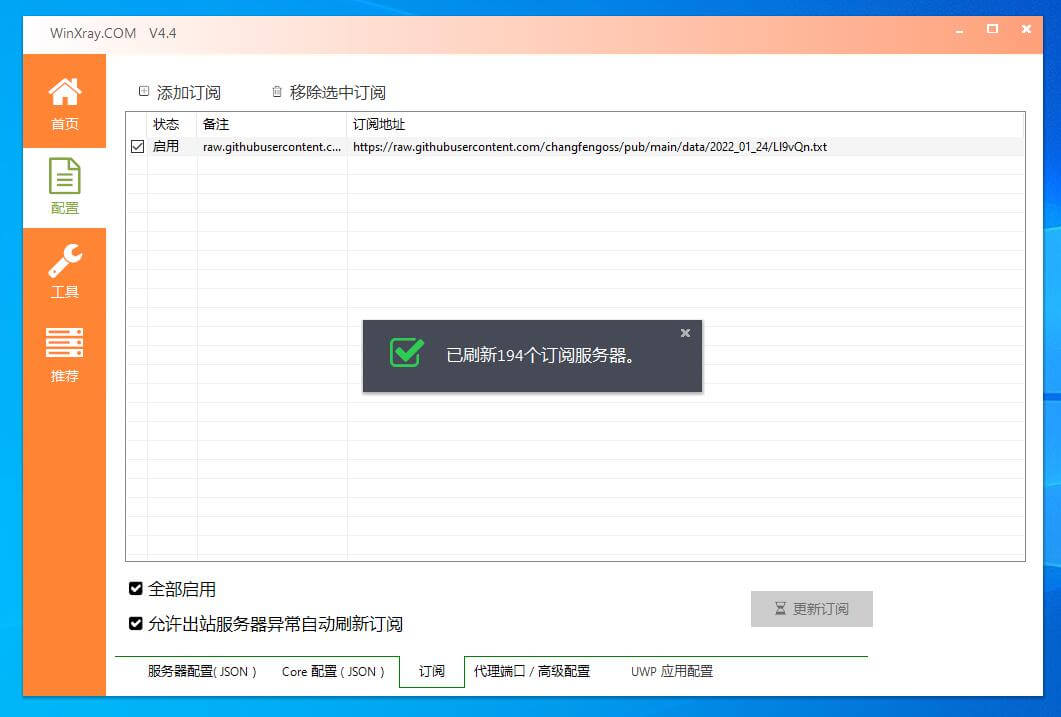 WinXray.COM V4.4
首页
配置
工具
推荐
添加订阅 移除选中订阅
状态 备注 订阅地址
启用 raw.githubusercontent.c... https://raw.githubusercontent.com/changfengoss/pub/main/data/2022_01_24/LI9vQn.txt
已刷新194个订阅服务器。
全部启用
允许出站服务器异常自动刷新订阅
更新订阅
服务器配置( JSON ) Core 配置 ( JSON ) 订阅 代理端口 / 高级配置 UWP 应用配置